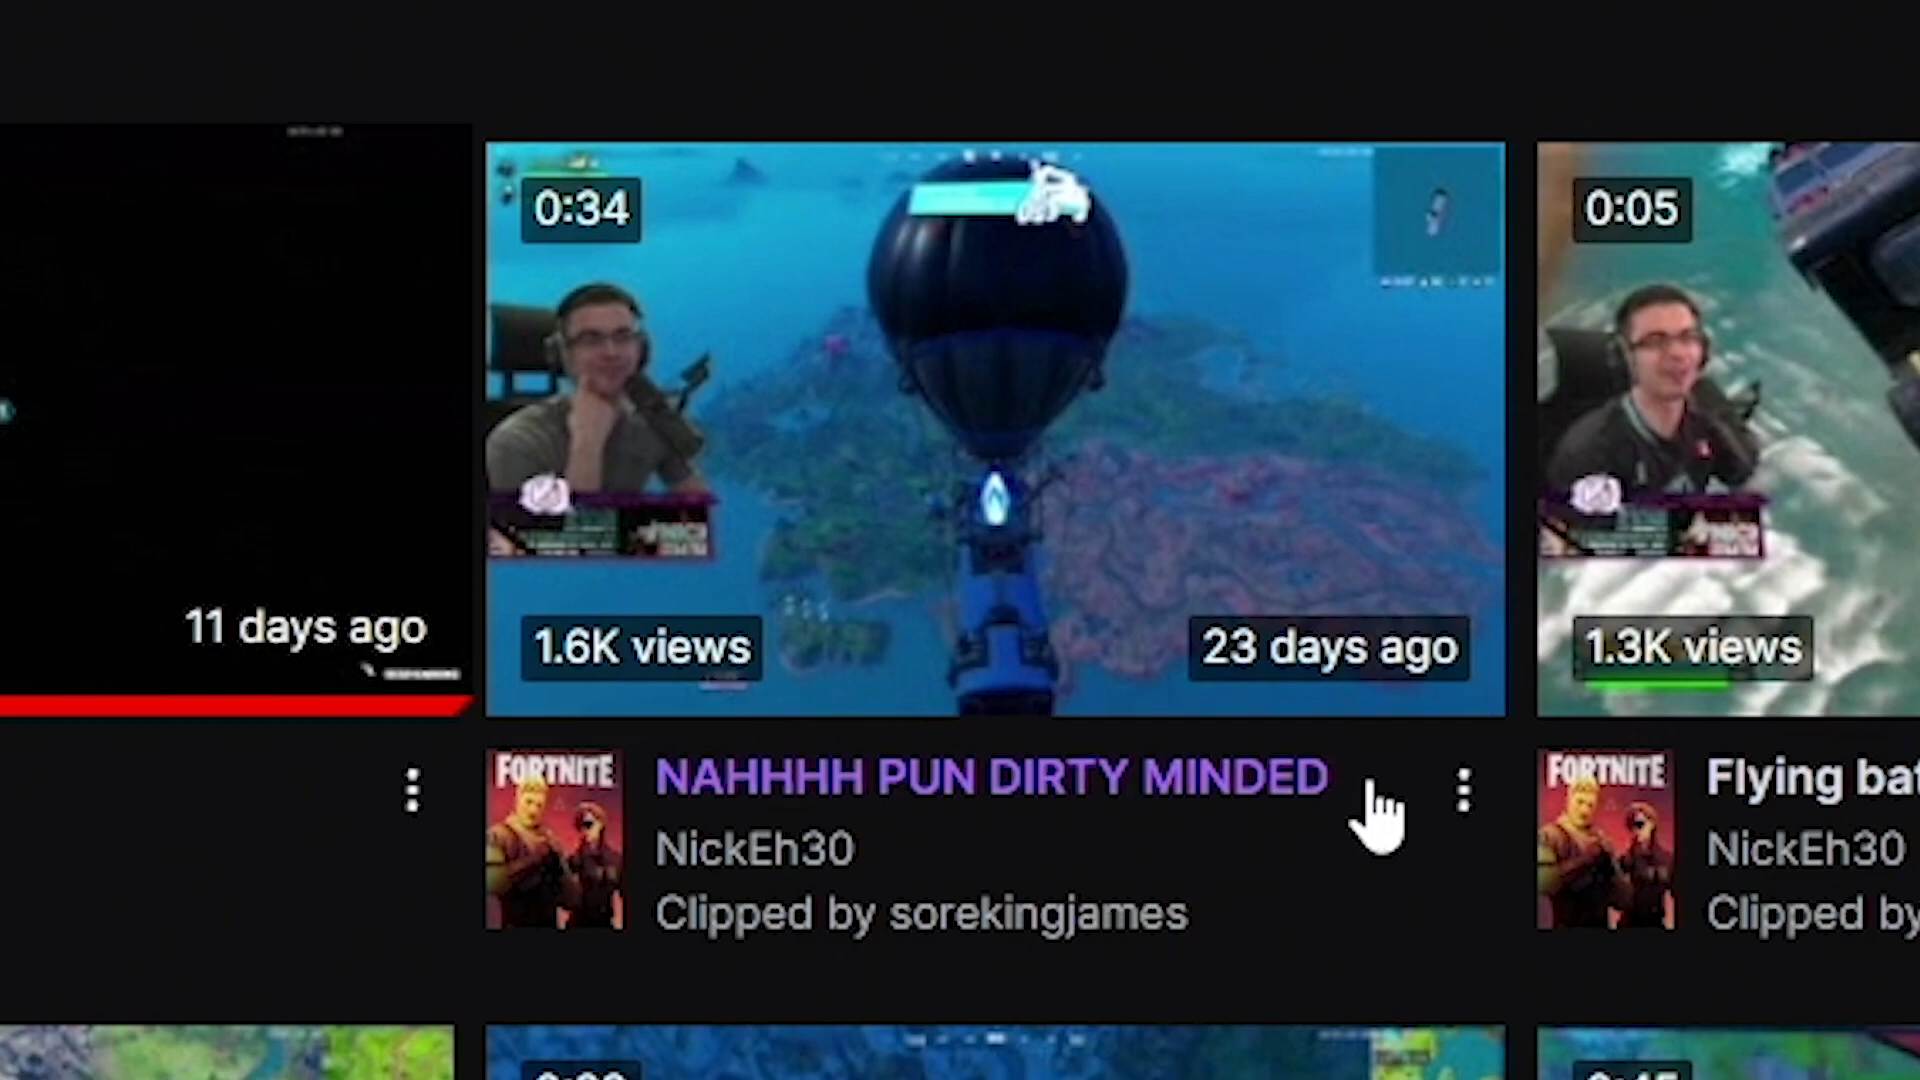 11 days ago
0:34
1.6K views
23 days ago
FORTNITE
NAHHHH PUN DIRTY MINDED
NickEh30
Clipped by sorekingjames
0:05
1.3K views
FORTNITE
Flying
NickEh30
Clipped by